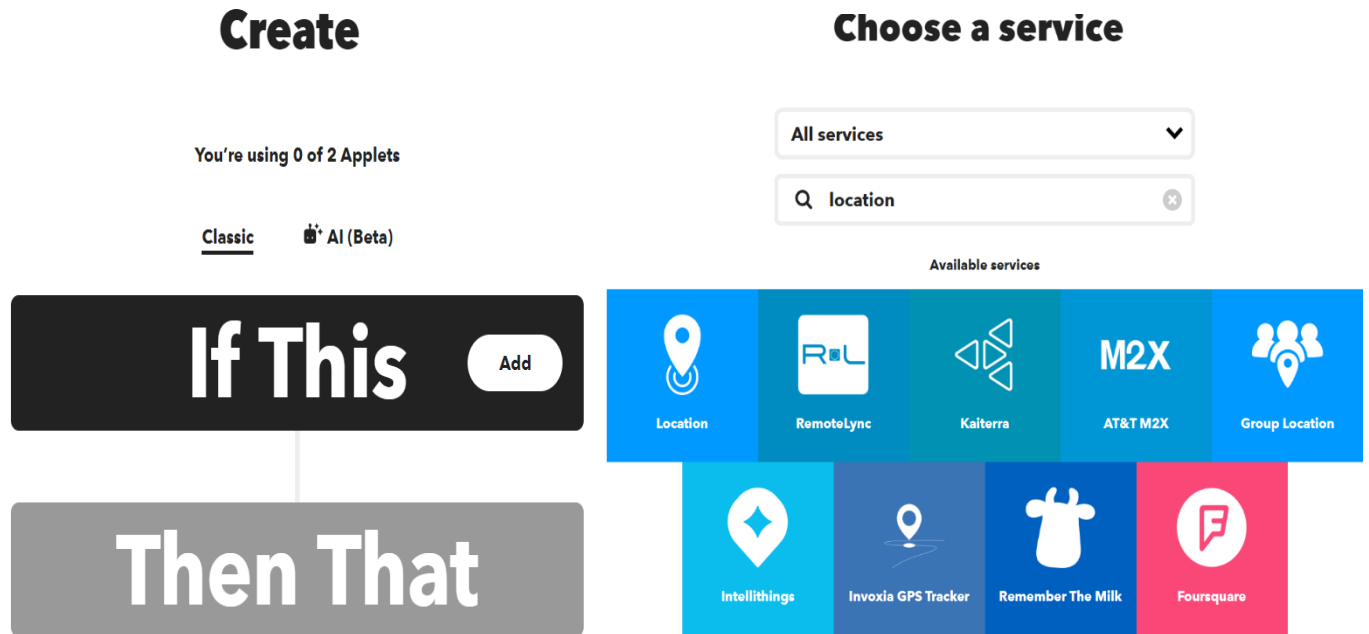 Create
You're using 0 of 2 Applets
Classic
AI (Beta)
If This
Add
Then That
Choose a service
All services
location
Available services
Location
R L
RemoteLync
Kaiterra
M2X
AT&T M2X
Group Location
Intellithings
Invoxia GPS Tracker
Remember The Milk
Foursquare